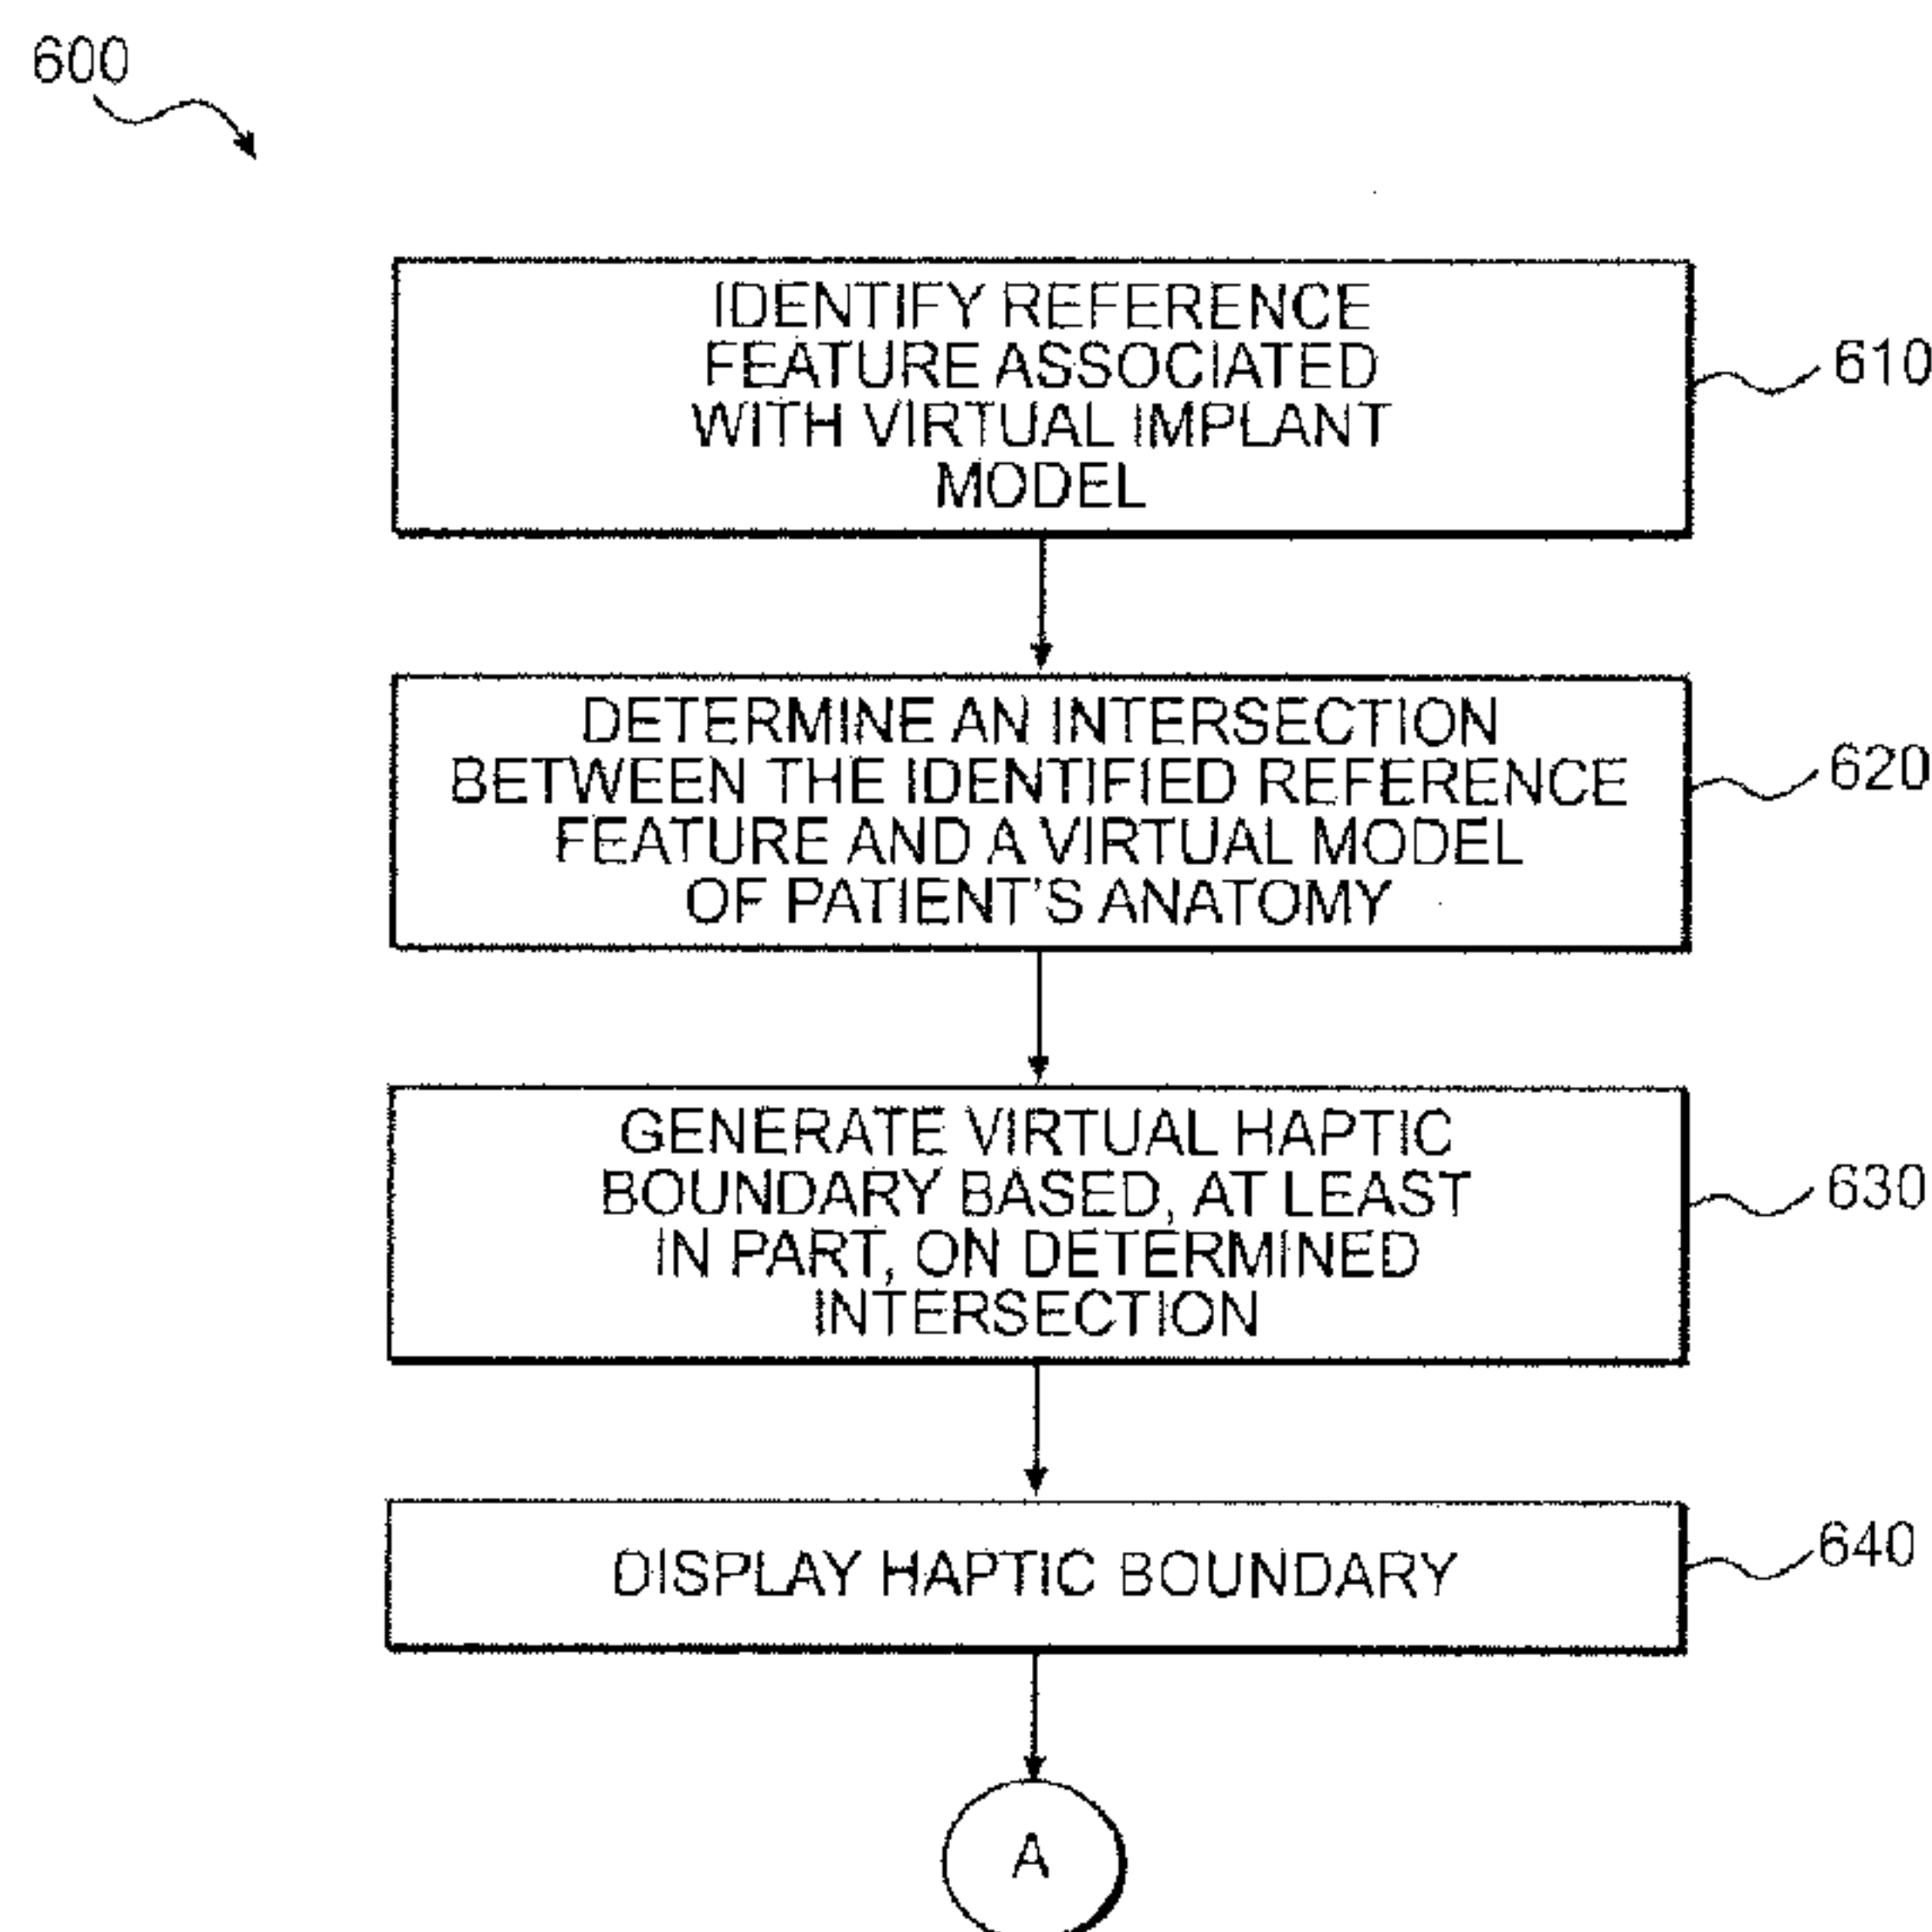 600
IDENTIFY REFERENCE
FEATURE ASSOCIATED
WITH VIRTUAL IMPLANT
MODEL
610
DETERMINE AN INTERSECTION
BETWEEN THE IDENTIFIED REFERENCE
FEATURE AND A VIRTUAL MODEL
OF PATIENT'S ANATOMY
620
GENERATE VIRTUAL HAPTIC
BOUNDARY BASED, AT LEAST
IN PART, ON DETERMINED
INTERSECTION
630
DISPLAY HAPTIC BOUNDARY
640
A